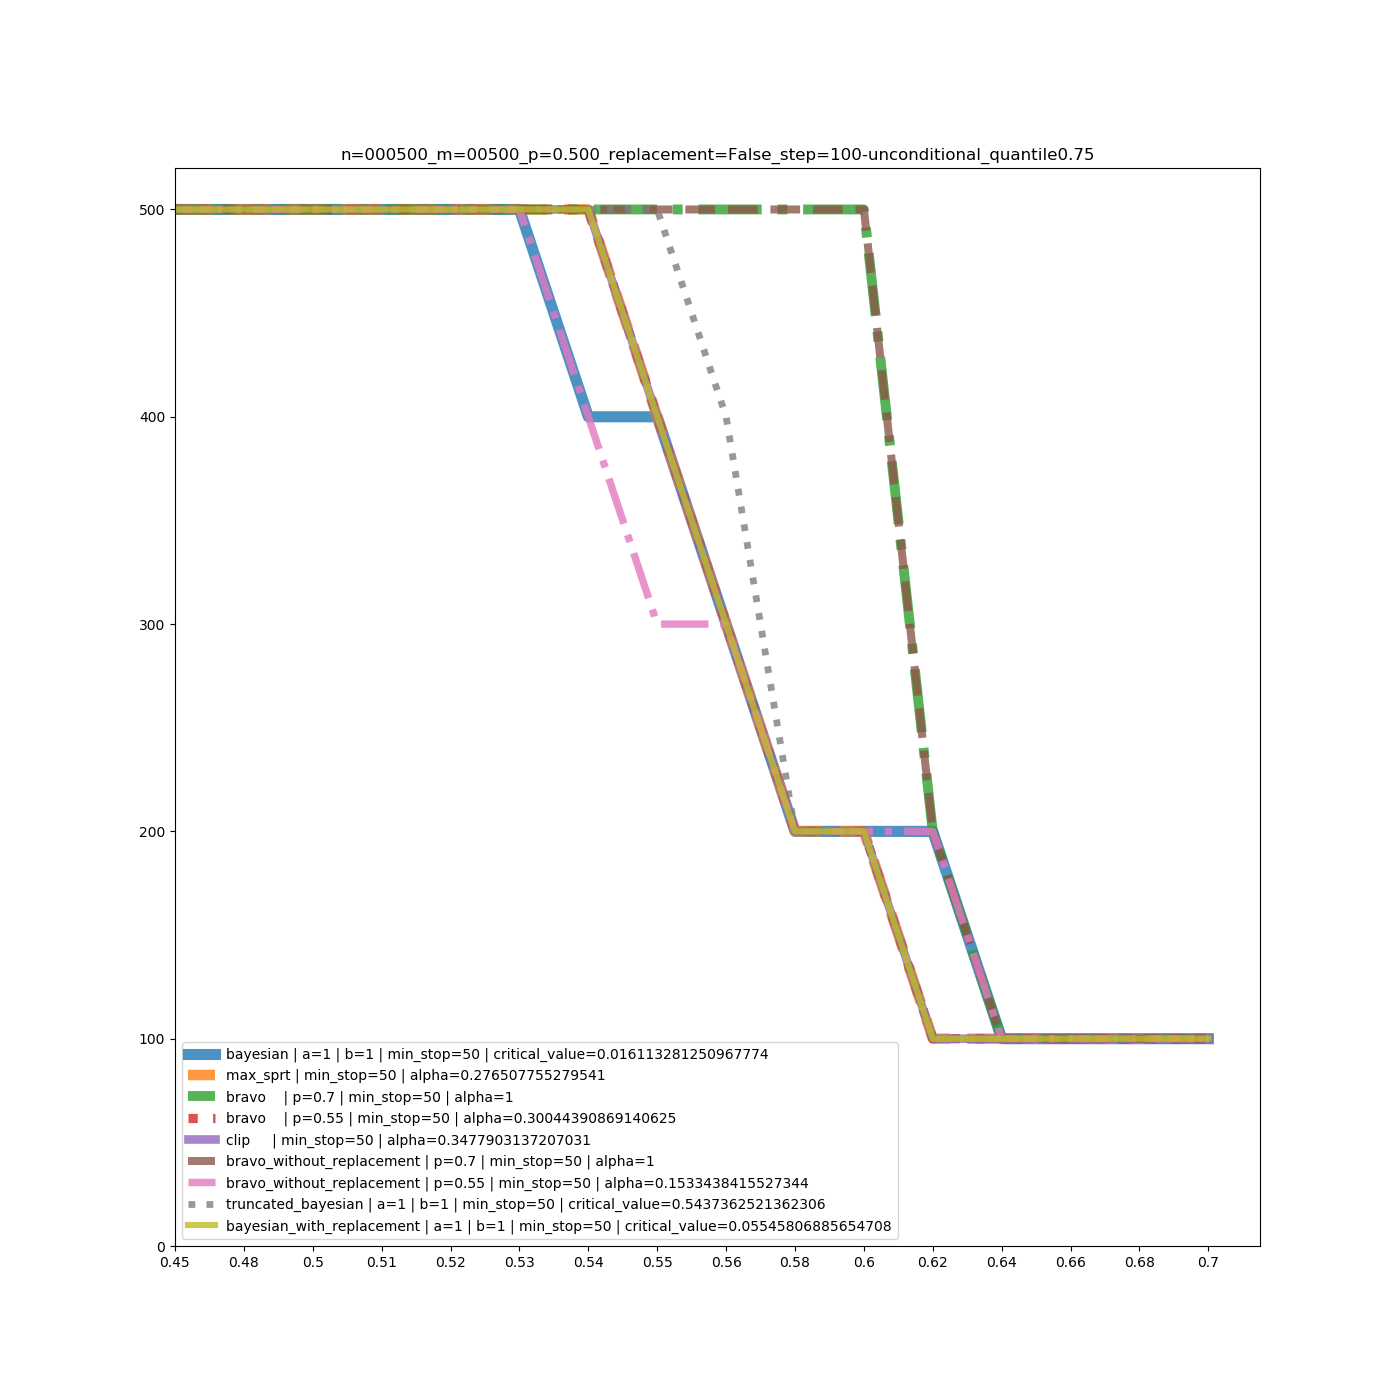 n=000500_m=00500_p=0.500_replacement=False_step=100-unconditional_quantile0.75
500
400
300
200
100
0
bayesian | a=1 | b=1 | min_stop=50 | critical_value=0.016113281250967774
max_sprt | min_stop=50 | alpha=0.276507755279541
bravo    | p=0.7 | min_stop=50 | alpha=1
bravo    | p=0.55 | min_stop=50 | alpha=0.30044390869140625
clip     | min_stop=50 | alpha=0.3477903137207031
bravo_without_replacement | p=0.7 | min_stop=50 | alpha=1
bravo_without_replacement | p=0.55 | min_stop=50 | alpha=0.1533438415527344
truncated_bayesian | a=1 | b=1 | min_stop=50 | critical_value=0.5437362521362306
bayesian_with_replacement | a=1 | b=1 | min_stop=50 | critical_value=0.05545806885654708
0.45 0.48 0.5 0.51 0.52 0.53 0.54 0.55 0.56 0.58 0.6 0.62 0.64 0.66 0.68 0.7